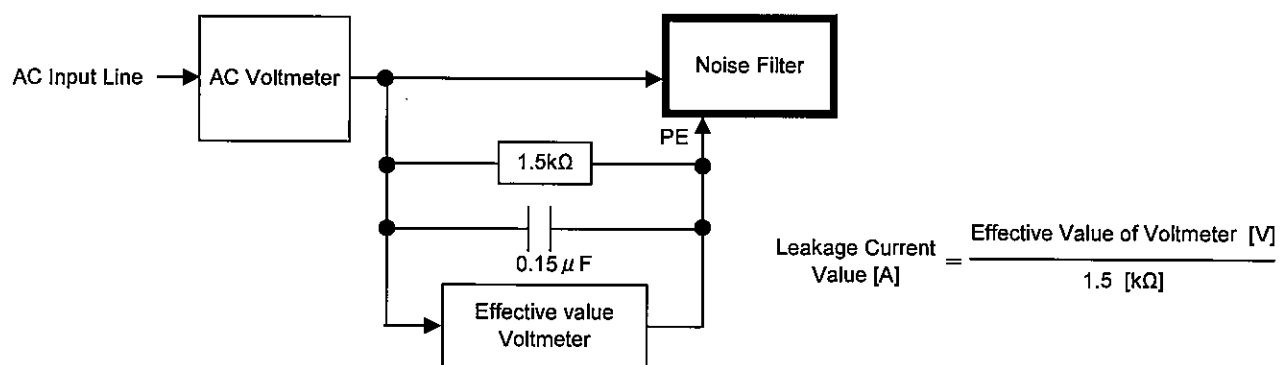 AC Input Line
AC Voltmeter
Noise Filter
PE
1.5kΩ
0.15μF
Effective value
Voltmeter
Leakage Current
Value [A]
=
Effective Value of Voltmeter [V]
1.5 [kΩ]